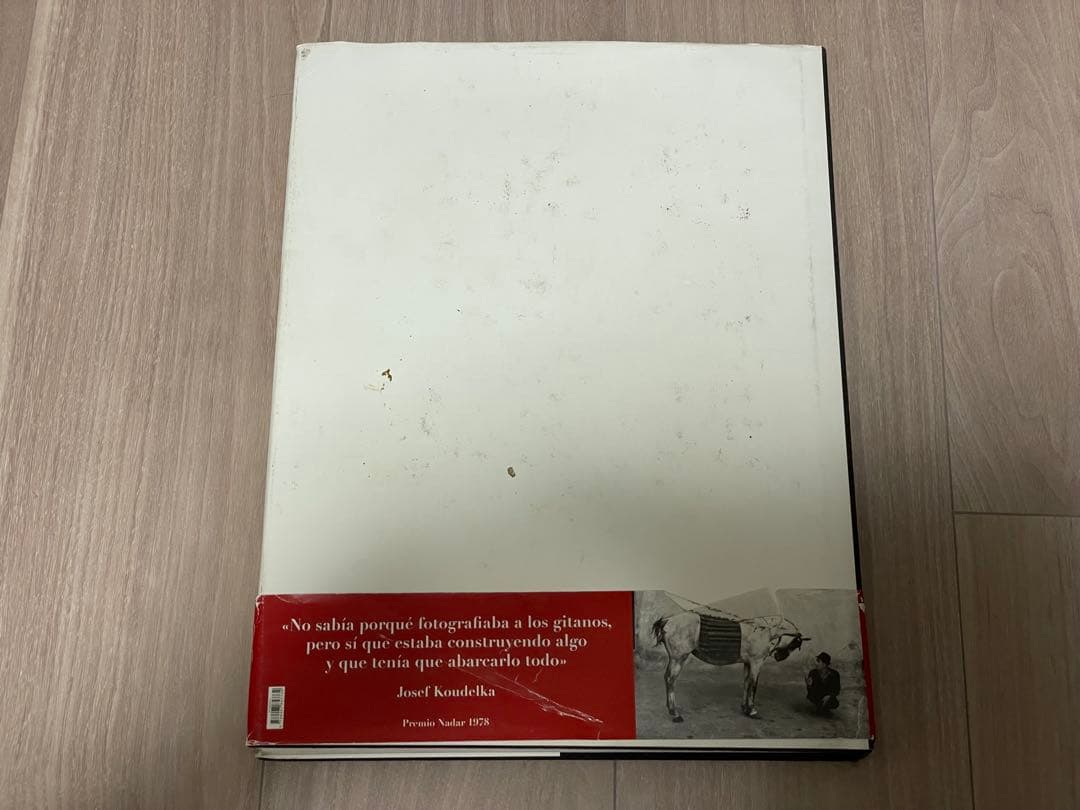 «No sabía porqué fotografiaba a los gitanos,
pero sí que estaba construyendo algo
y que tenía que abarcarlo todo»
Josef Koudelka
Premio Nadar 1978